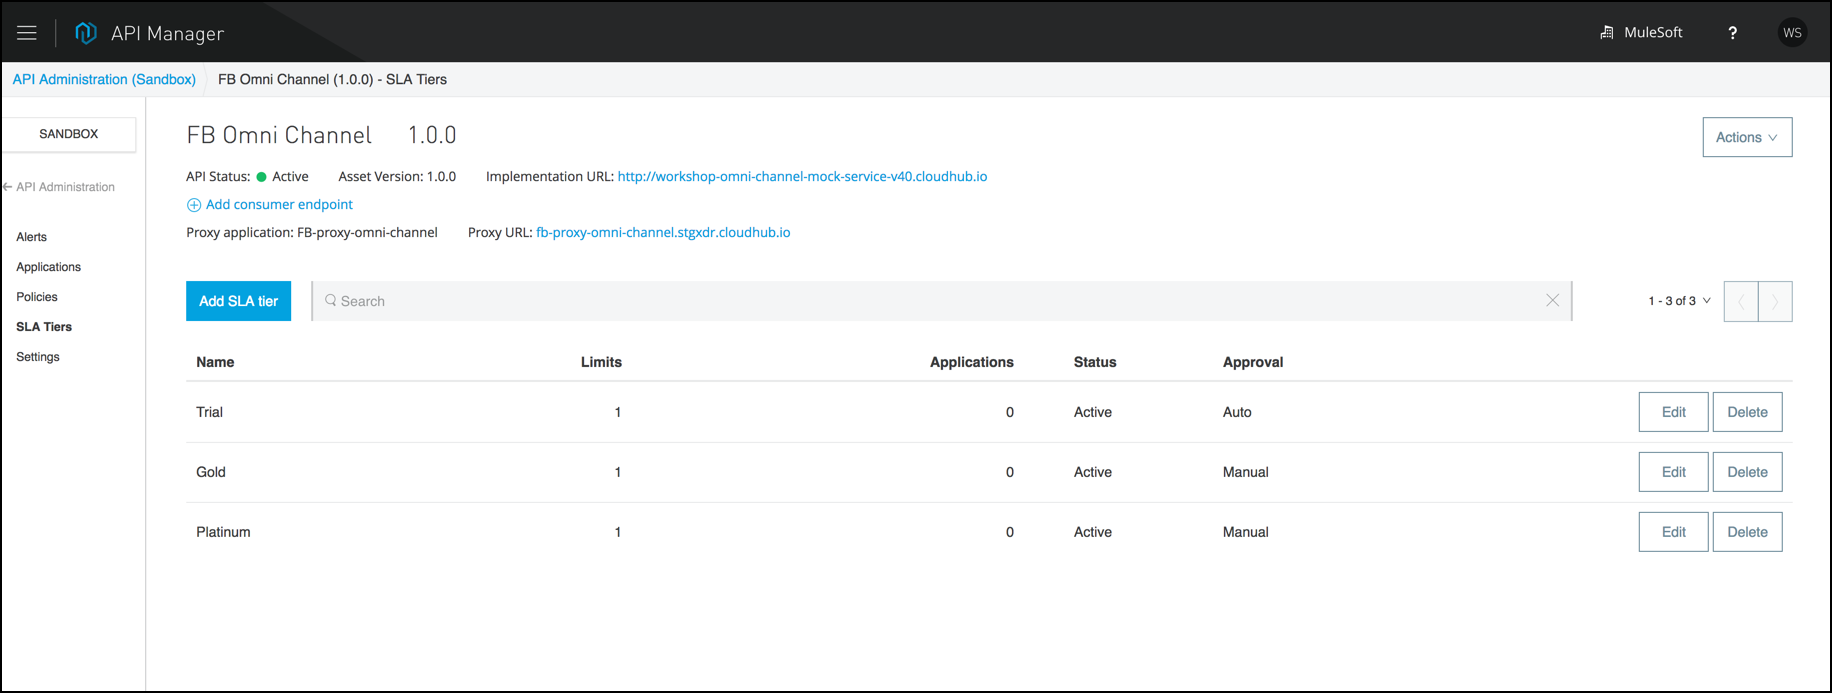 API Manager
MuleSoft ? WS
API Administration (Sandbox) FB Omni Channel (1.0.0) - SLA Tiers
SANDBOX
API Administration
Alerts
Applications
Policies
SLA Tiers
Settings
FB Omni Channel 1.0.0
Actions
API Status: Active Asset Version: 1.0.0 Implementation URL: http://workshop-omni-channel-mock-service-v40.cloudhub.io
Add consumer endpoint
Proxy application: FB-proxy-omni-channel Proxy URL: fb-proxy-omni-channel.stgxdr.cloudhub.io
Add SLA tier Search 1 - 3 of 3
Name Limits Applications Status Approval
Trial 1 0 Active Auto Edit Delete
Gold 1 0 Active Manual Edit Delete
Platinum 1 0 Active Manual Edit Delete